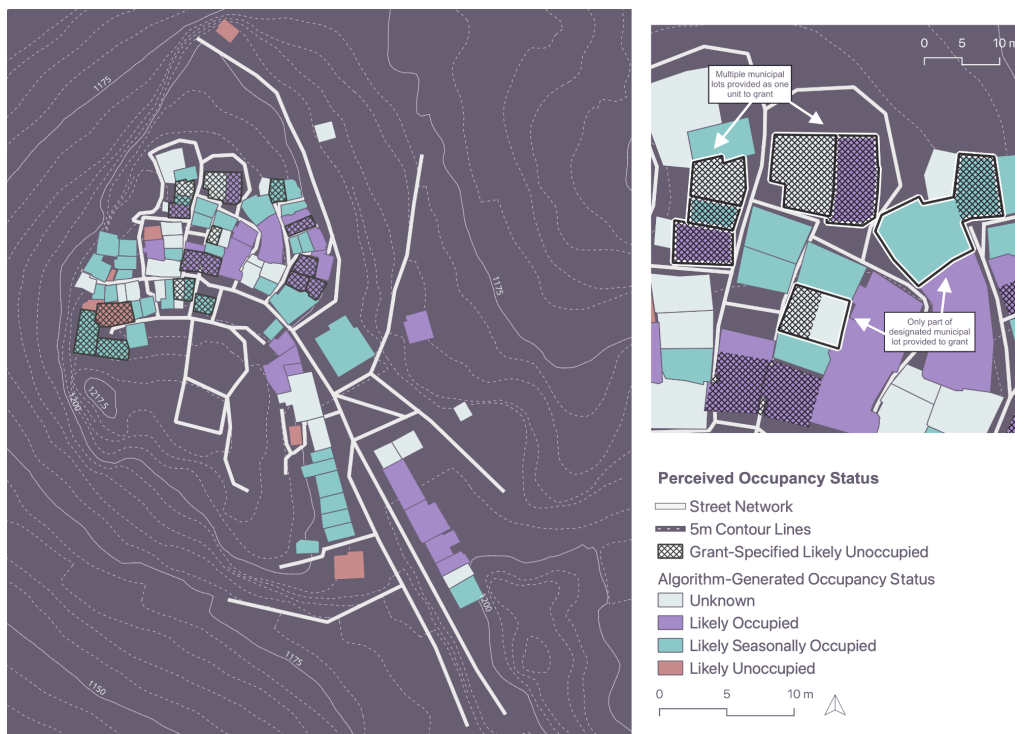 1175
1175
1200
1217.5
1200
1175
1150
0 5 10 m
Multiple municipal
lots provided as one
unit to grant
Only part of
designated municipal
lot provided to grant
Perceived Occupancy Status
Street Network
5m Contour Lines
Grant-Specified Likely Unoccupied
Algorithm-Generated Occupancy Status
Unknown
Likely Occupied
Likely Seasonally Occupied
Likely Unoccupied
0 5 10 m